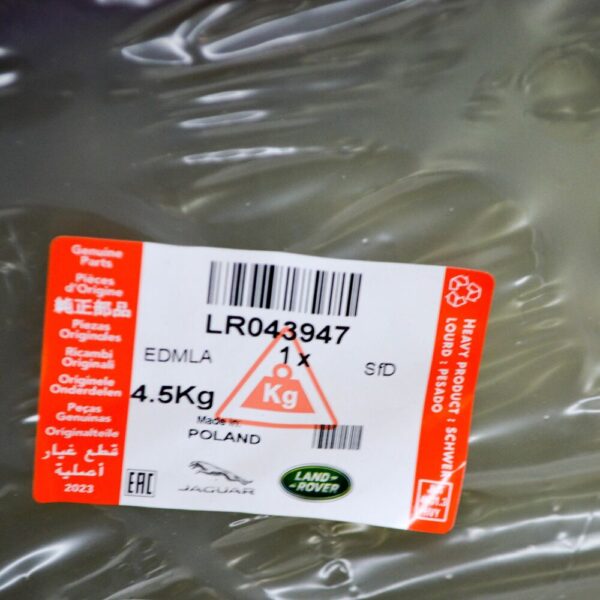 Genuine
Parts
Pièces
d'Origine
純正部品
Piezas
Originales
Ricambi
Originali
Originele
Onderdelen
Peças
Genuínas
Originalteile
قطع غيار
أصلية
2023
LR043947
1 x
EDMLA
SfD
4.5Kg
Kg
Made in:
POLAND
EAC
JAGUAR
LAND-
ROVER
HEAVY PRODUCT : SCHWER
LOURD : PESADO